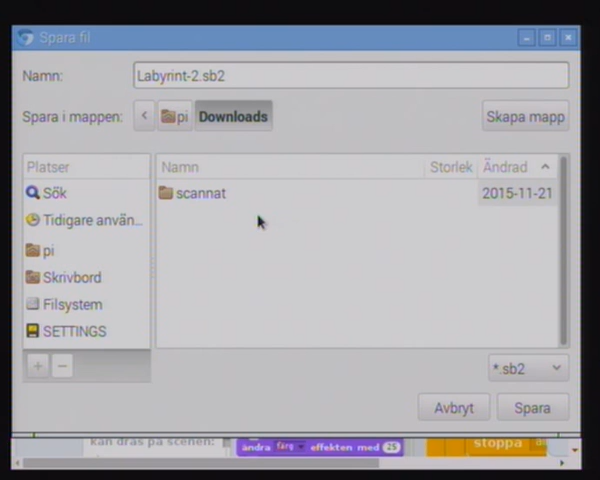 Spara fil
Namn: Labyrint-2.sb2
Spara i mappen: pi Downloads Skapa mapp
Platser Namn Storlek Ändrad
Sök scannat 2015-11-21
Tidigare använ...
pi
Skrivbord
Filsystem
SETTINGS
*.sb2
Avbryt Spara
kan dras på scenen: ändra färg effekten med 25 stoppa